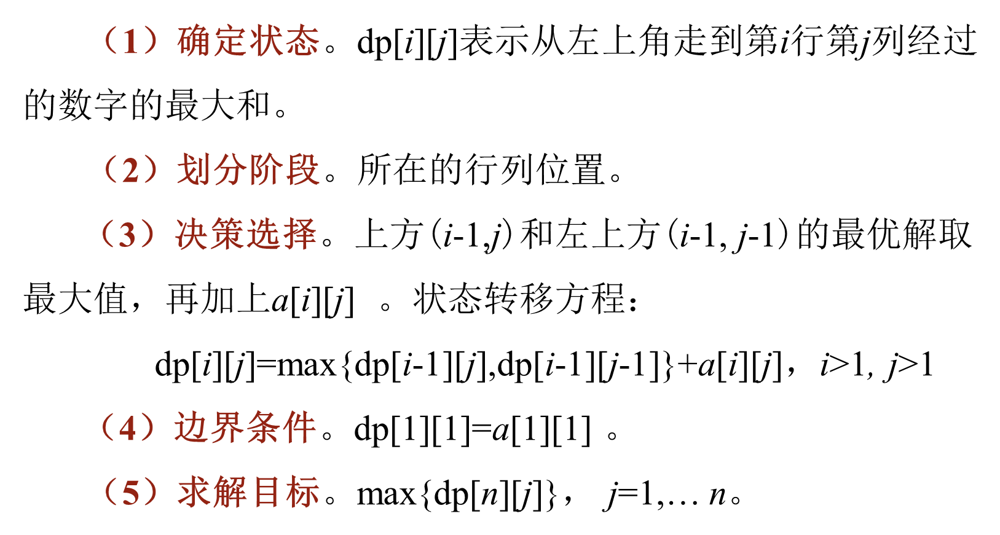 （1）确定状态。dp[i][j]表示从左上角走到第i行第j列经过
的数字的最大和。
（2）划分阶段。所在的行列位置。
（3）决策选择。上方(i-1,j)和左上方(i-1, j-1)的最优解取
最大值，再加上a[i][j] 。状态转移方程：
dp[i][j]=max{dp[i-1][j],dp[i-1][j-1]}+a[i][j]，i>1, j>1
（4）边界条件。dp[1][1]=a[1][1] 。
（5）求解目标。max{dp[n][j]}， j=1,… n。